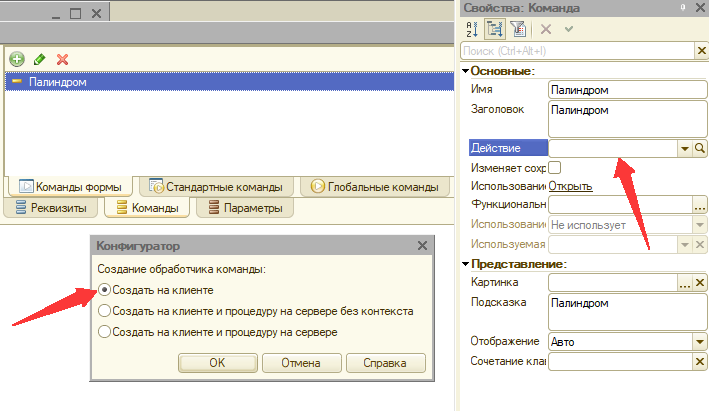 Палиндром
Команды формы
Стандартные команды
Глобальные команды
Реквизиты
Команды
Параметры
Конфигуратор
Создание обработчика команды:
Создать на клиенте
Создать на клиенте и процедуру на сервере без контекста
Создать на клиенте и процедуру на сервере
OK
Отмена
Справка
Свойства: Команда
Поиск (Ctrl+Alt+I)
Основные:
Имя Палиндром
Заголовок Палиндром
Действие
Изменяет сохр
Использование Открыть
Функциональн ...
Использование Не использует
Используемая
Представление:
Картинка ...
Подсказка Палиндром
Отображение Авто
Сочетание кла